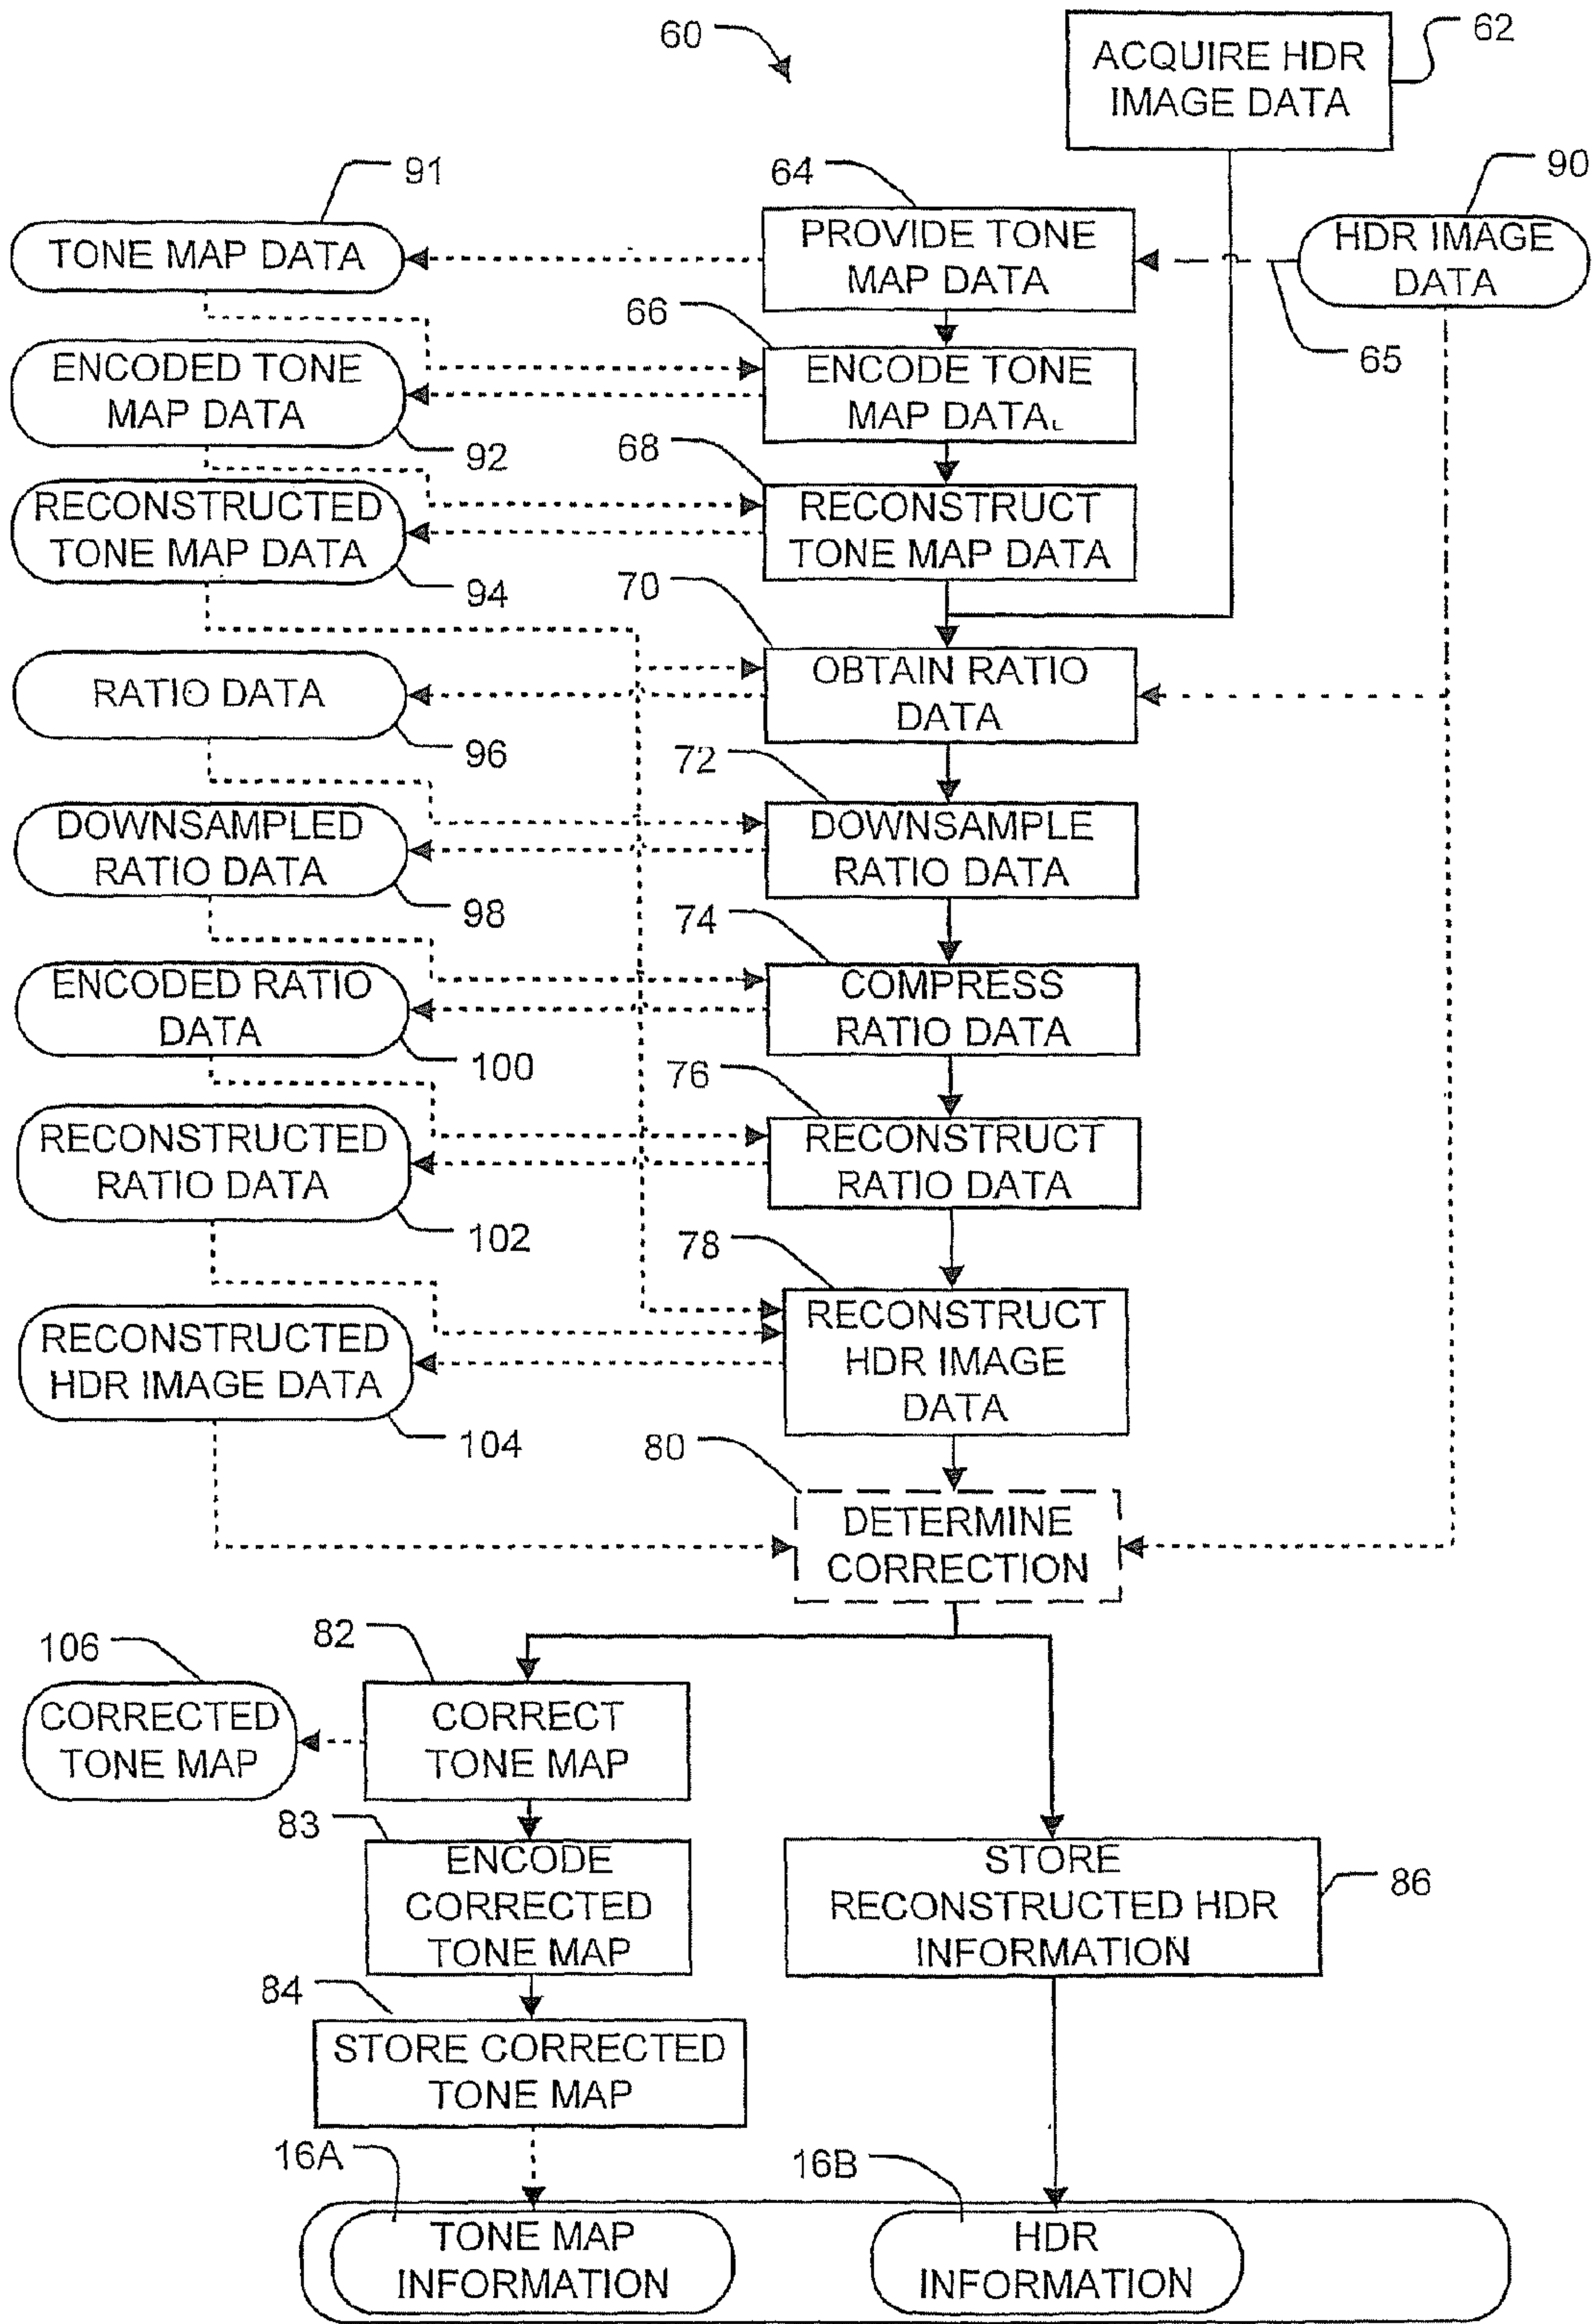 60
ACQUIRE HDR
IMAGE DATA
62
91
64
90
TONE MAP DATA
PROVIDE TONE
MAP DATA
HDR IMAGE
DATA
65
66
ENCODED TONE
MAP DATA
92
ENCODE TONE
MAP DATA
68
RECONSTRUCTED
TONE MAP DATA
94
RECONSTRUCT
TONE MAP DATA
70
RATIO DATA
96
OBTAIN RATIO
DATA
72
DOWNSAMPLED
RATIO DATA
98
DOWNSAMPLE
RATIO DATA
74
ENCODED RATIO
DATA
100
COMPRESS
RATIO DATA
76
RECONSTRUCTED
RATIO DATA
102
RECONSTRUCT
RATIO DATA
78
RECONSTRUCTED
HDR IMAGE DATA
104
RECONSTRUCT
HDR IMAGE
DATA
80
DETERMINE
CORRECTION
106
82
CORRECTED
TONE MAP
CORRECT
TONE MAP
83
ENCODE
CORRECTED
TONE MAP
STORE
RECONSTRUCTED HDR
INFORMATION
86
84
STORE CORRECTED
TONE MAP
16A
16B
TONE MAP
INFORMATION
HDR
INFORMATION